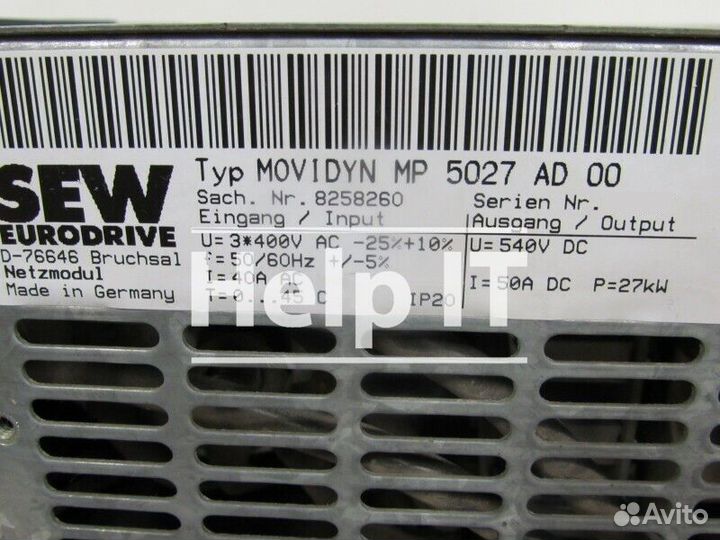 SEW
EURODRIVE
D-76646 Bruchsal
Netzmodul
Made in Germany
Typ MOVIDYN MP 5027 AD 00
Sach. Nr. 8258260
Serien Nr.
Eingang / Input
Ausgang / Output
U= 3*400V AC -25%+10%
U= 540V DC
f= 50/60Hz +/-5%
I= 40A AC
I= 50A DC P=27kW
T=0...45 C IP20
Help IT
Avito